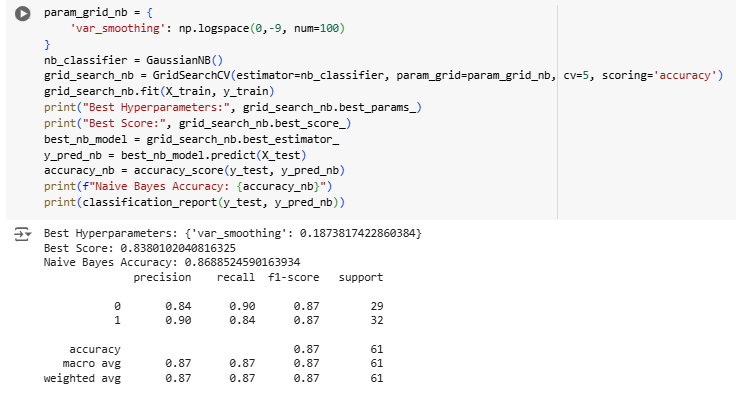 param_grid_nb = {
    'var_smoothing': np.logspace(0,-9, num=100)
}
nb_classifier = GaussianNB()
grid_search_nb = GridSearchCV(estimator=nb_classifier, param_grid=param_grid_nb, cv=5, scoring='accuracy')
grid_search_nb.fit(X_train, y_train)
print("Best Hyperparameters:", grid_search_nb.best_params_)
print("Best Score:", grid_search_nb.best_score_)
best_nb_model = grid_search_nb.best_estimator_
y_pred_nb = best_nb_model.predict(X_test)
accuracy_nb = accuracy_score(y_test, y_pred_nb)
print(f"Naive Bayes Accuracy: {accuracy_nb}")
print(classification_report(y_test, y_pred_nb))
Best Hyperparameters: {'var_smoothing': 0.1873817422860384}
Best Score: 0.8380102040816325
Naive Bayes Accuracy: 0.8688524590163934
              precision    recall  f1-score   support

           0       0.84      0.90      0.87        29
           1       0.90      0.84      0.87        32

    accuracy                           0.87        61
   macro avg       0.87      0.87      0.87        61
weighted avg       0.87      0.87      0.87        61